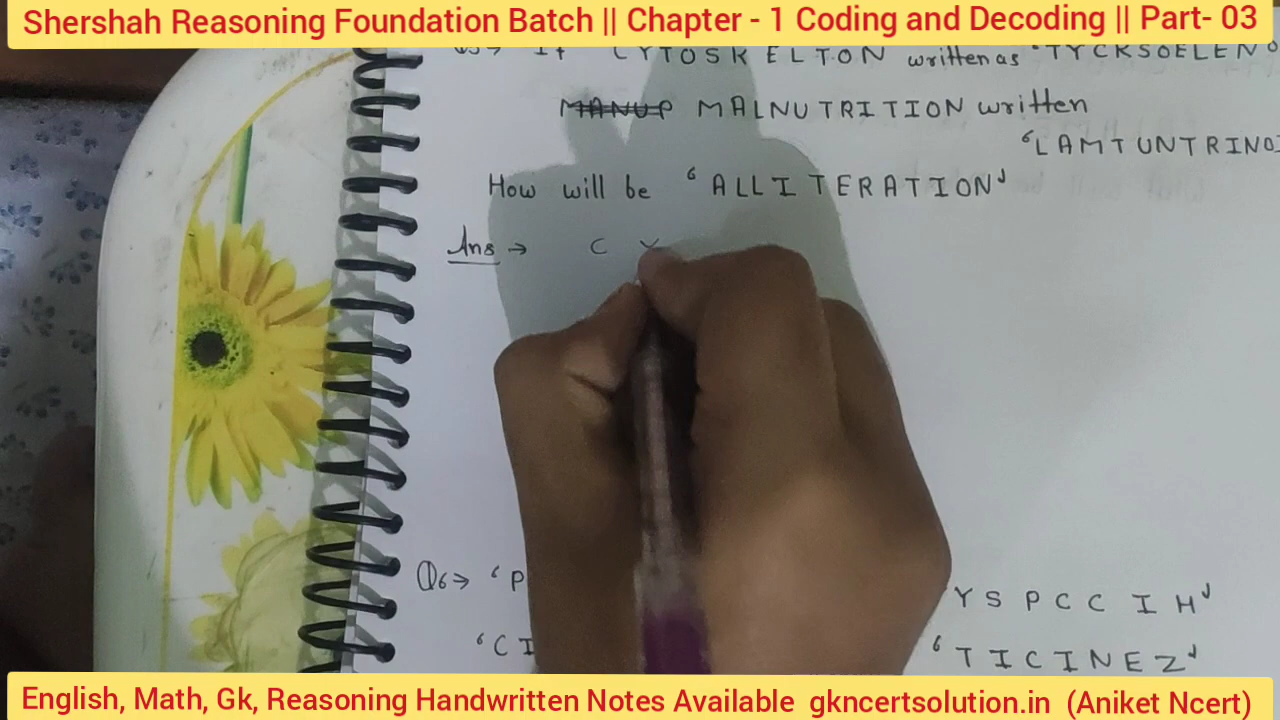 Shershah Reasoning Foundation Batch || Chapter - 1 Coding and Decoding || Part- 03
If CYTOSKELTON written as 'TYCKSOELENO
MANUP MALNUTRITION written
'LAMTUNTRINOI
How will be 'ALLITERATION'
Ans → C Y
Q6 → 'P YSPCCIH'
'CI 'TICINEZ'
English, Math, Gk, Reasoning Handwritten Notes Available gkncertsolution.in (Aniket Ncert)